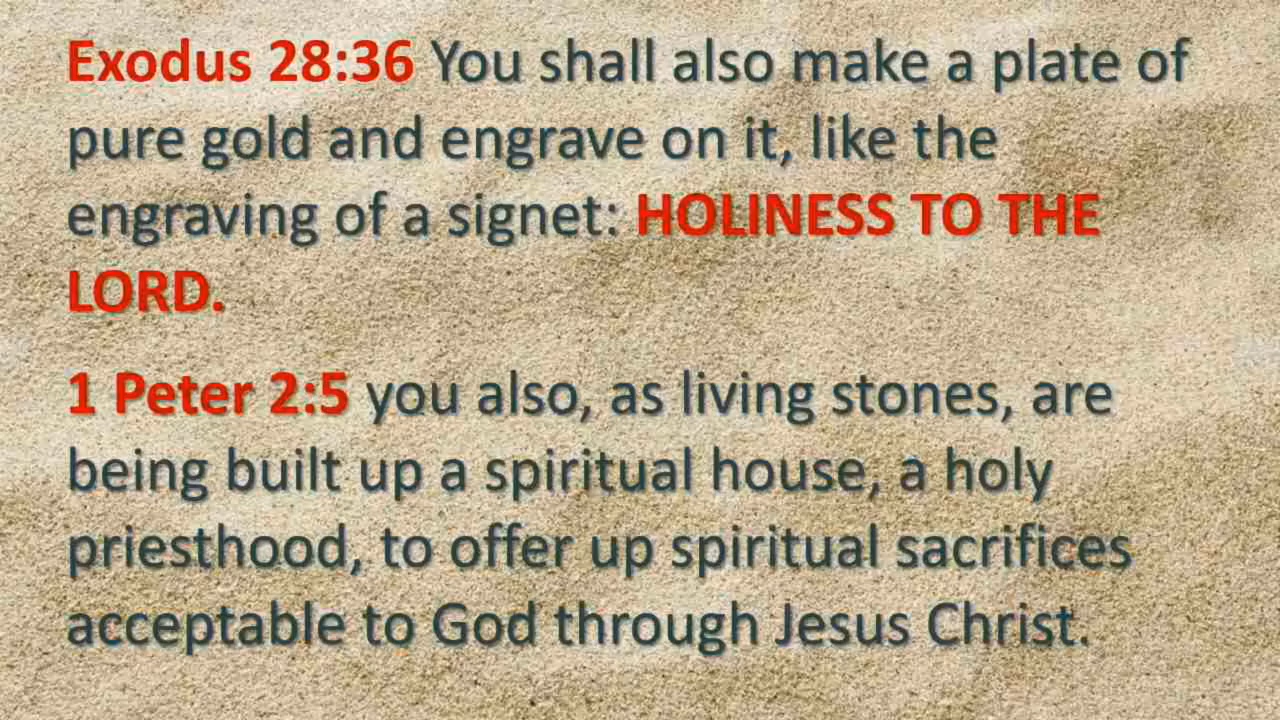 Exodus 28:36 You shall also make a plate of
pure gold and engrave on it, like the
engraving of a signet: HOLINESS TO THE
LORD.
1 Peter 2:5 you also, as living stones, are
being built up a spiritual house, a holy
priesthood, to offer up spiritual sacrifices
acceptable to God through Jesus Christ.